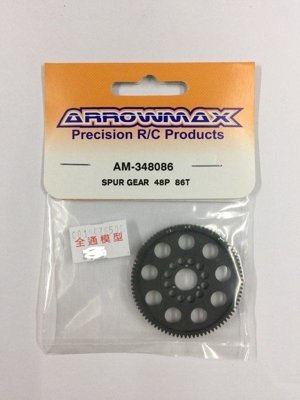 ARROWMAX
Precision R/C Products
AM-348086
SPUR GEAR 48P 86T
全通模型